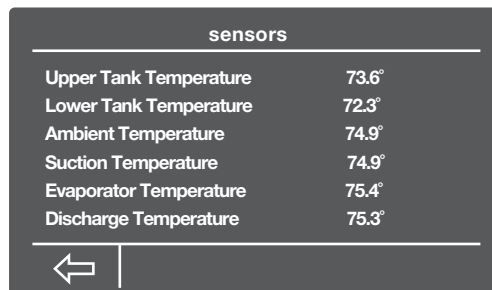 sensors
Upper Tank Temperature 73.6°
Lower Tank Temperature 72.3°
Ambient Temperature 74.9°
Suction Temperature 74.9°
Evaporator Temperature 75.4°
Discharge Temperature 75.3°